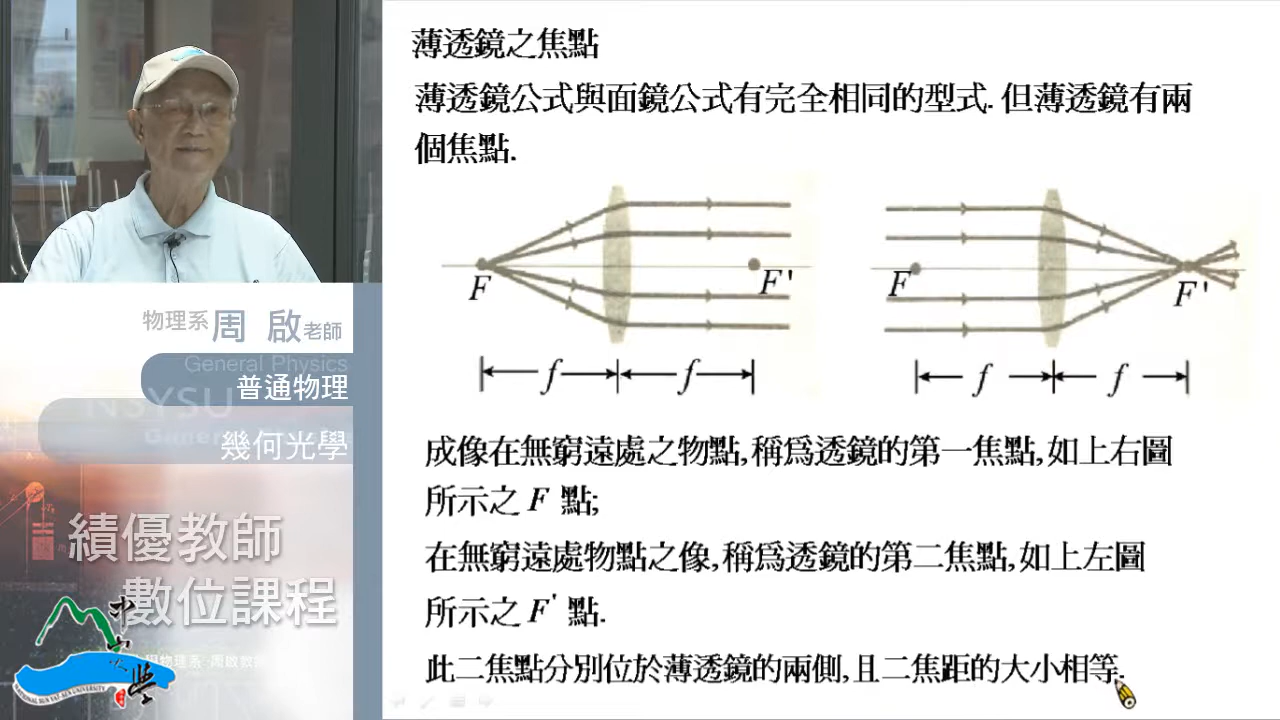 薄透鏡之焦點
薄透鏡公式與面鏡公式有完全相同的型式. 但薄透鏡有兩
個焦點.
F
F'
F
F'
f
f
f
f
成像在無窮遠處之物點,稱爲透鏡的第一焦點,如上右圖
所示之 F 點;
在無窮遠處物點之像,稱爲透鏡的第二焦點,如上左圖
所示之 F' 點.
此二焦點分別位於薄透鏡的兩側,且二焦距的大小相等.
物理系周 啟老師
General Physics
普通物理
NSYSU
幾何光學
績優教師
數位課程